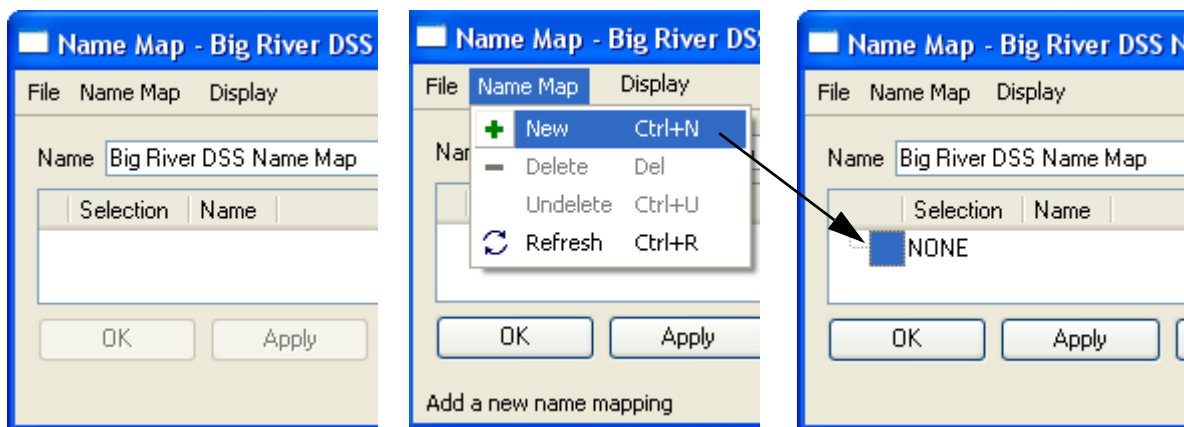 Name Map - Big River DSS
File Name Map Display
Name Big River DSS Name Map
Selection Name
OK Apply
Name Map - Big River DS
File Name Map Display
New Ctrl+N
Nar
Delete Del
Undelete Ctrl+U
Refresh Ctrl+R
OK Apply
Add a new name mapping
Name Map - Big River DSS N
File Name Map Display
Name Big River DSS Name Map
Selection Name
NONE
OK Apply